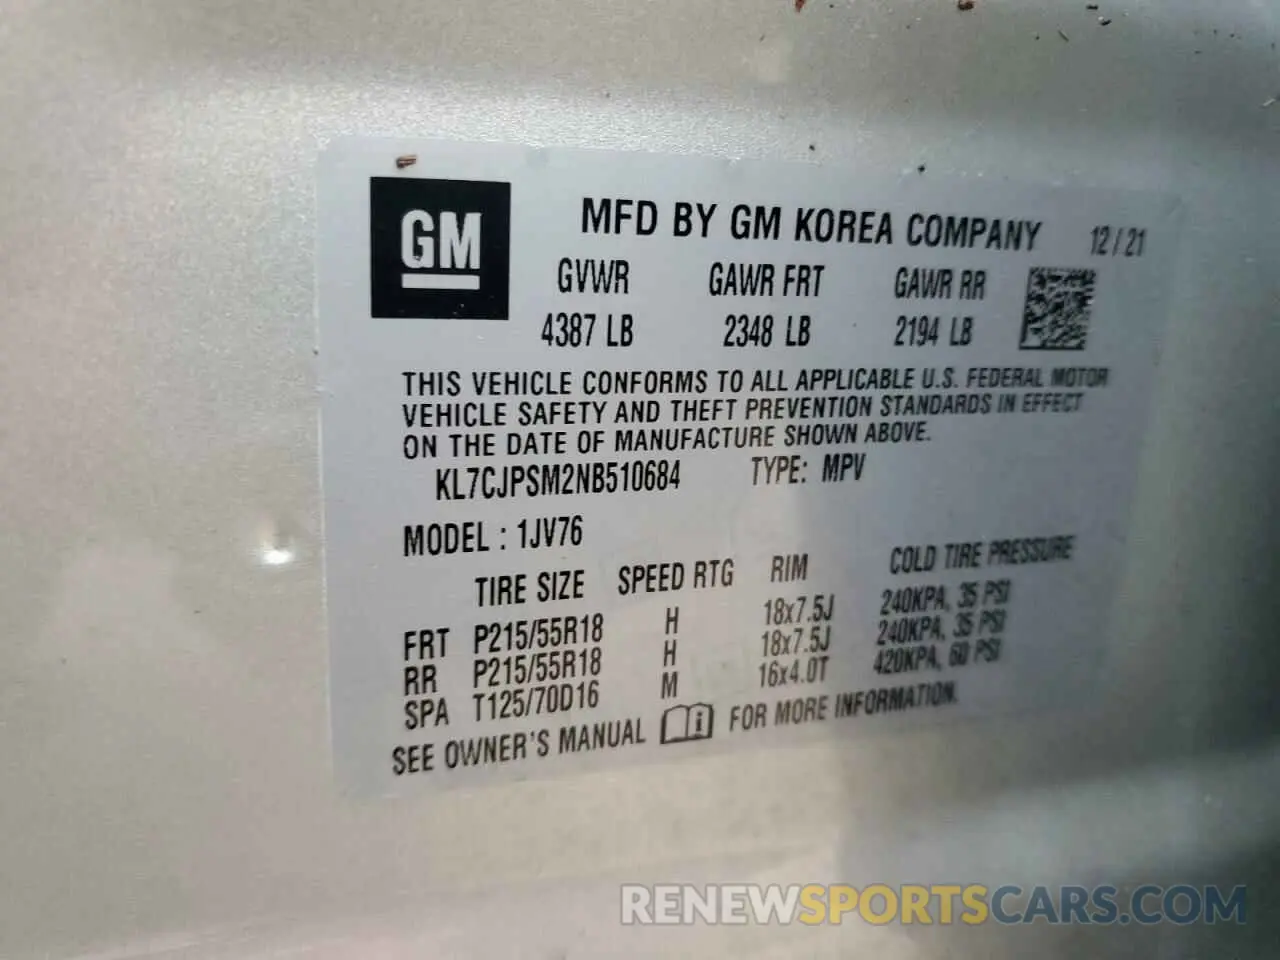 GM
MFD BY GM KOREA COMPANY 12/21
GVWR GAWR FRT GAWR RR
4387 LB 2348 LB 2194 LB
THIS VEHICLE CONFORMS TO ALL APPLICABLE U.S. FEDERAL MOTOR
VEHICLE SAFETY AND THEFT PREVENTION STANDARDS IN EFFECT
ON THE DATE OF MANUFACTURE SHOWN ABOVE.
KL7CJPSM2NB510684 TYPE: MPV
MODEL : 1JV76
TIRE SIZE SPEED RTG RIM COLD TIRE PRESSURE
FRT P215/55R18 H 18x7.5J 240KPA, 35 PSI
RR P215/55R18 H 18x7.5J 240KPA, 35 PSI
SPA T125/70D16 M 16x4.0T 420KPA, 60 PSI
SEE OWNER'S MANUAL i FOR MORE INFORMATION.
RENEWSPORTSCARS.COM